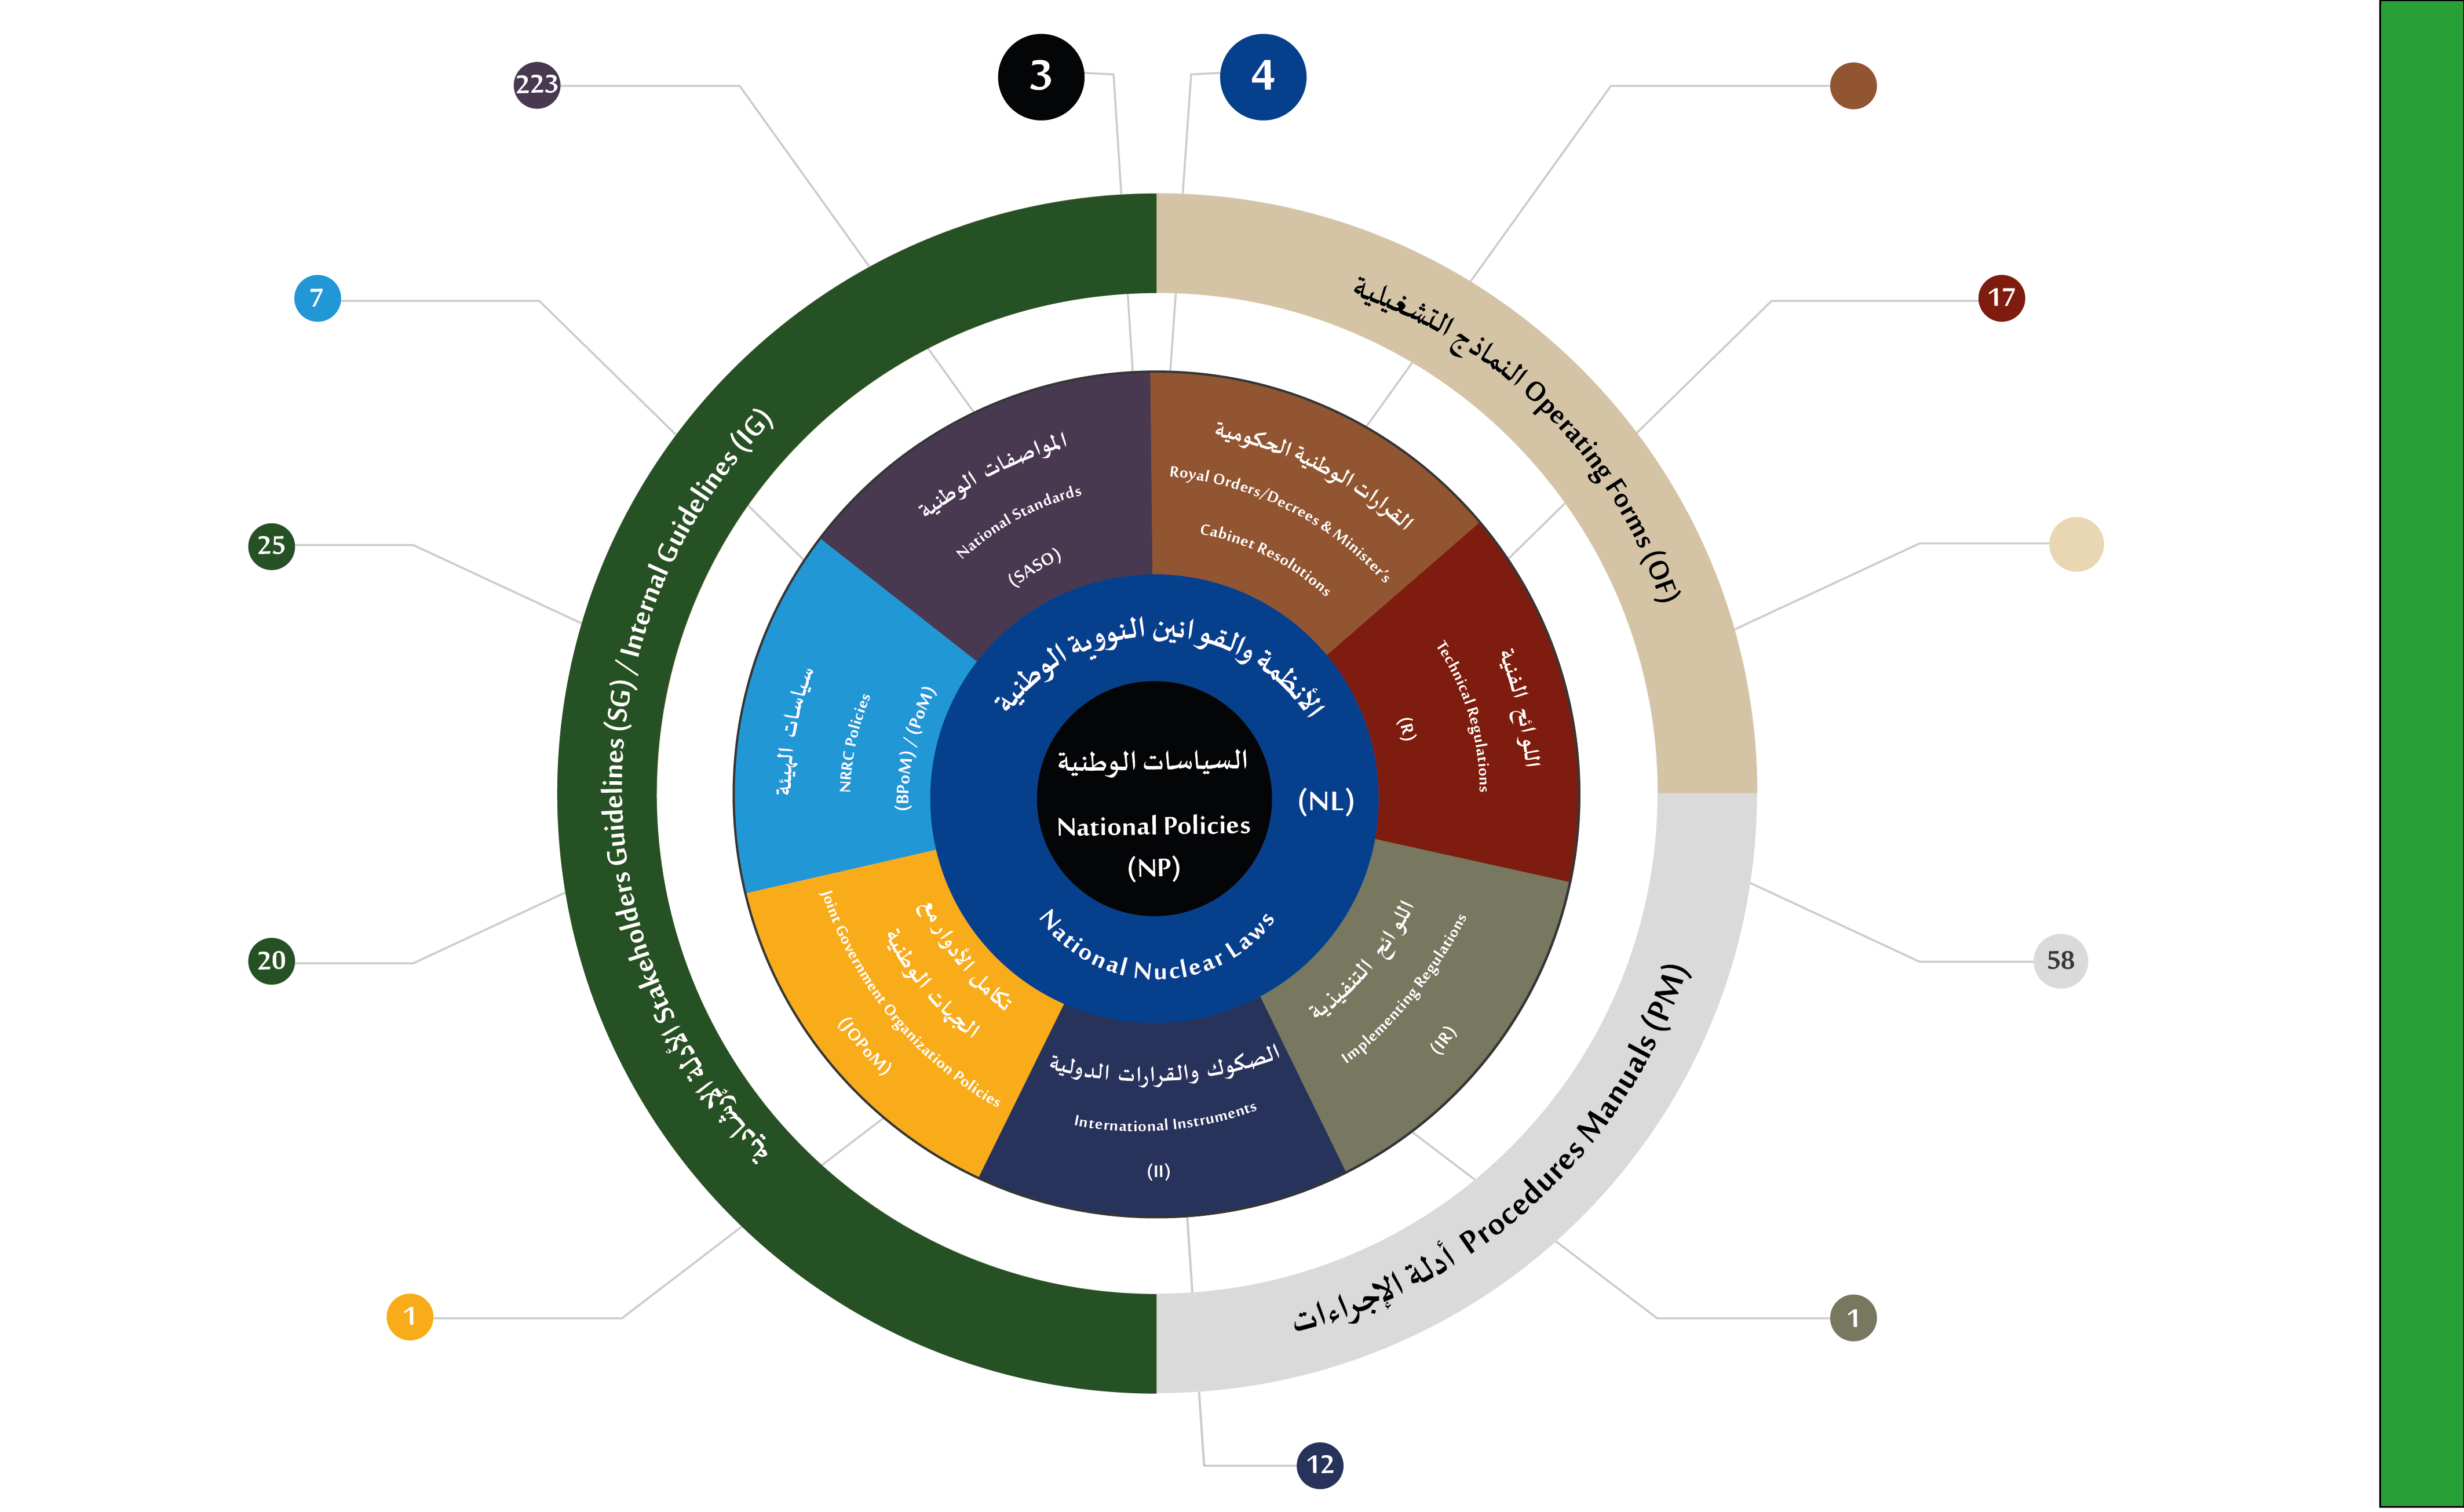 3
4
223
7
17
25
20
58
1
1
12
النماذج التشغيلية Operating Forms (OF)
أدلة الإجراءات Procedures Manuals (PM)
الأدلة الإرشادية Stakeholders Guidelines (SG) / Internal Guidelines (IG)
المواصفات الوطنية
National Standards
(SASO)
القرارات الوطنية الحكومية
Royal Orders/Decrees & Minister's
Cabinet Resolutions
اللوائح الفنية
Technical Regulations
(R)
اللوائح التنفيذية
Implementing Regulations
(IR)
الصكوك والقرارات الدولية
International Instruments
(II)
تكامل الأدوار مع
الجهات الوطنية
Joint Government Organization Policies
(JOPoM)
سياسات الهيئة
NRRC Policies
(BPoM) / (PoM)
الأنظمة والقوانين النووية الوطنية
(NL)
National Nuclear Laws
السياسات الوطنية
National Policies
(NP)